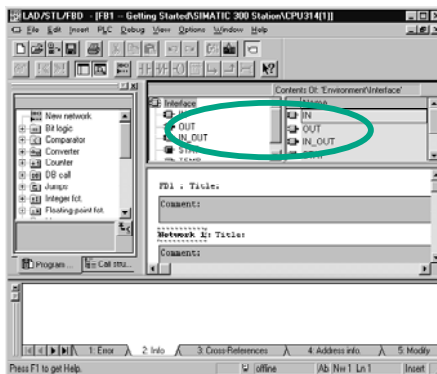 LAD/STL/FBD - [FB1 -- Getting Started\SIMATIC 300 Station\CPU314(1)]
File Edit Insert PLC Debug View Options Window Help
Contents Of: 'Environment\Interface'
Interface
IN
OUT
IN_OUT
STAT
TEMP
Name
IN
OUT
IN_OUT
New network
Bit logic
Comparator
Converter
Counter
DB call
Jumps
Integer fct.
Floating-point fct.
FB1 : Title:
Comment:
Network 1: Title:
Comment:
Program ... Call stru...
1: Error 2: Info 3: Cross-References 4: Address info. 5: Modify
Press F1 to get Help. offline Abs Nw 1 Ln 1 Insert